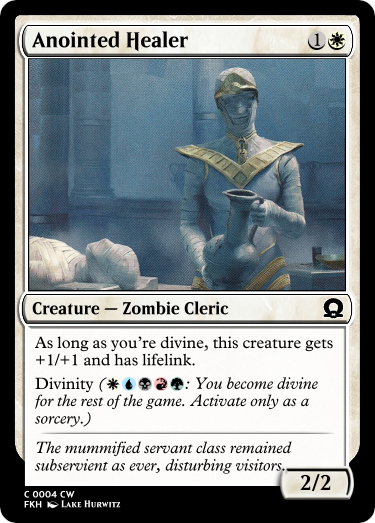 Anointed Healer 1
Creature — Zombie Cleric
As long as you're divine, this creature gets
+1/+1 and has lifelink.
Divinity (: You become divine
for the rest of the game. Activate only as a
sorcery.)
The mummified servant class remained
subservient as ever, disturbing visitors.
2/2
C 0004 CW
FKH Lake Hurwitz